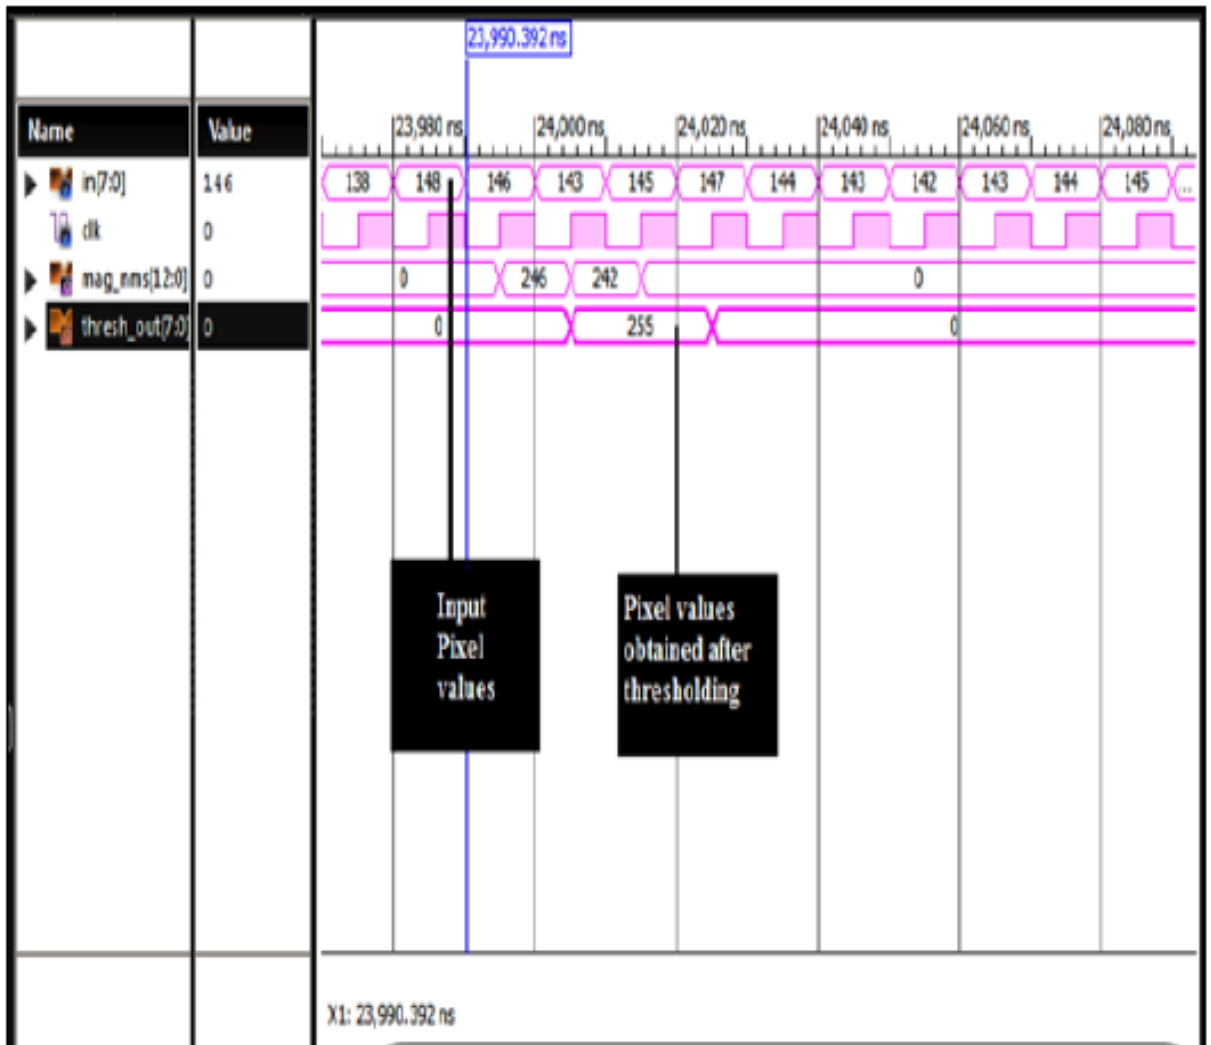 23,990.392 ns
Name Value 23,980 ns 24,000 ns 24,020 ns 24,040 ns 24,060 ns 24,080 ns
in[7:0] 146 138 148 146 143 145 147 144 143 142 143 144 145 ...
clk 0
mag_nms[12:0] 0 0 246 242 0
thresh_out[7:0] 0 0 255 0
Input
Pixel
values
Pixel values
obtained after
thresholding
X1: 23,990.392 ns